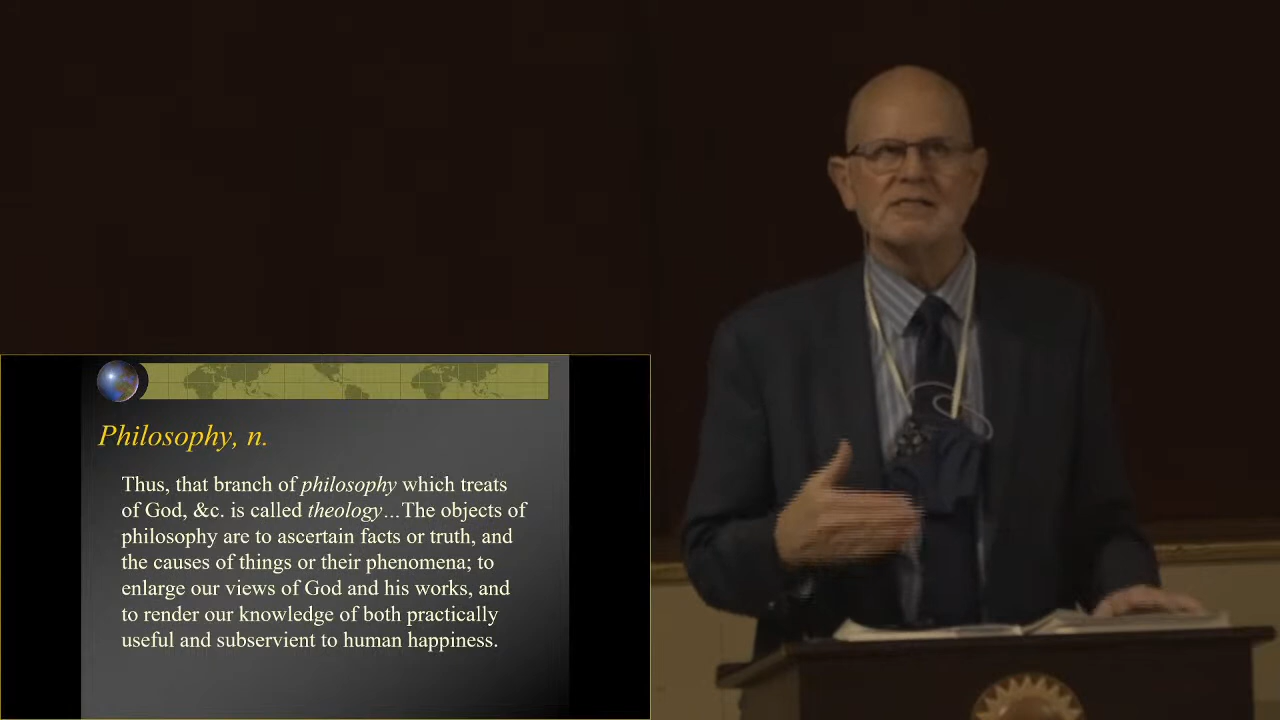 Philosophy, n.
Thus, that branch of philosophy which treats
of God, &c. is called theology…The objects of
philosophy are to ascertain facts or truth, and
the causes of things or their phenomena; to
enlarge our views of God and his works, and
to render our knowledge of both practically
useful and subservient to human happiness.